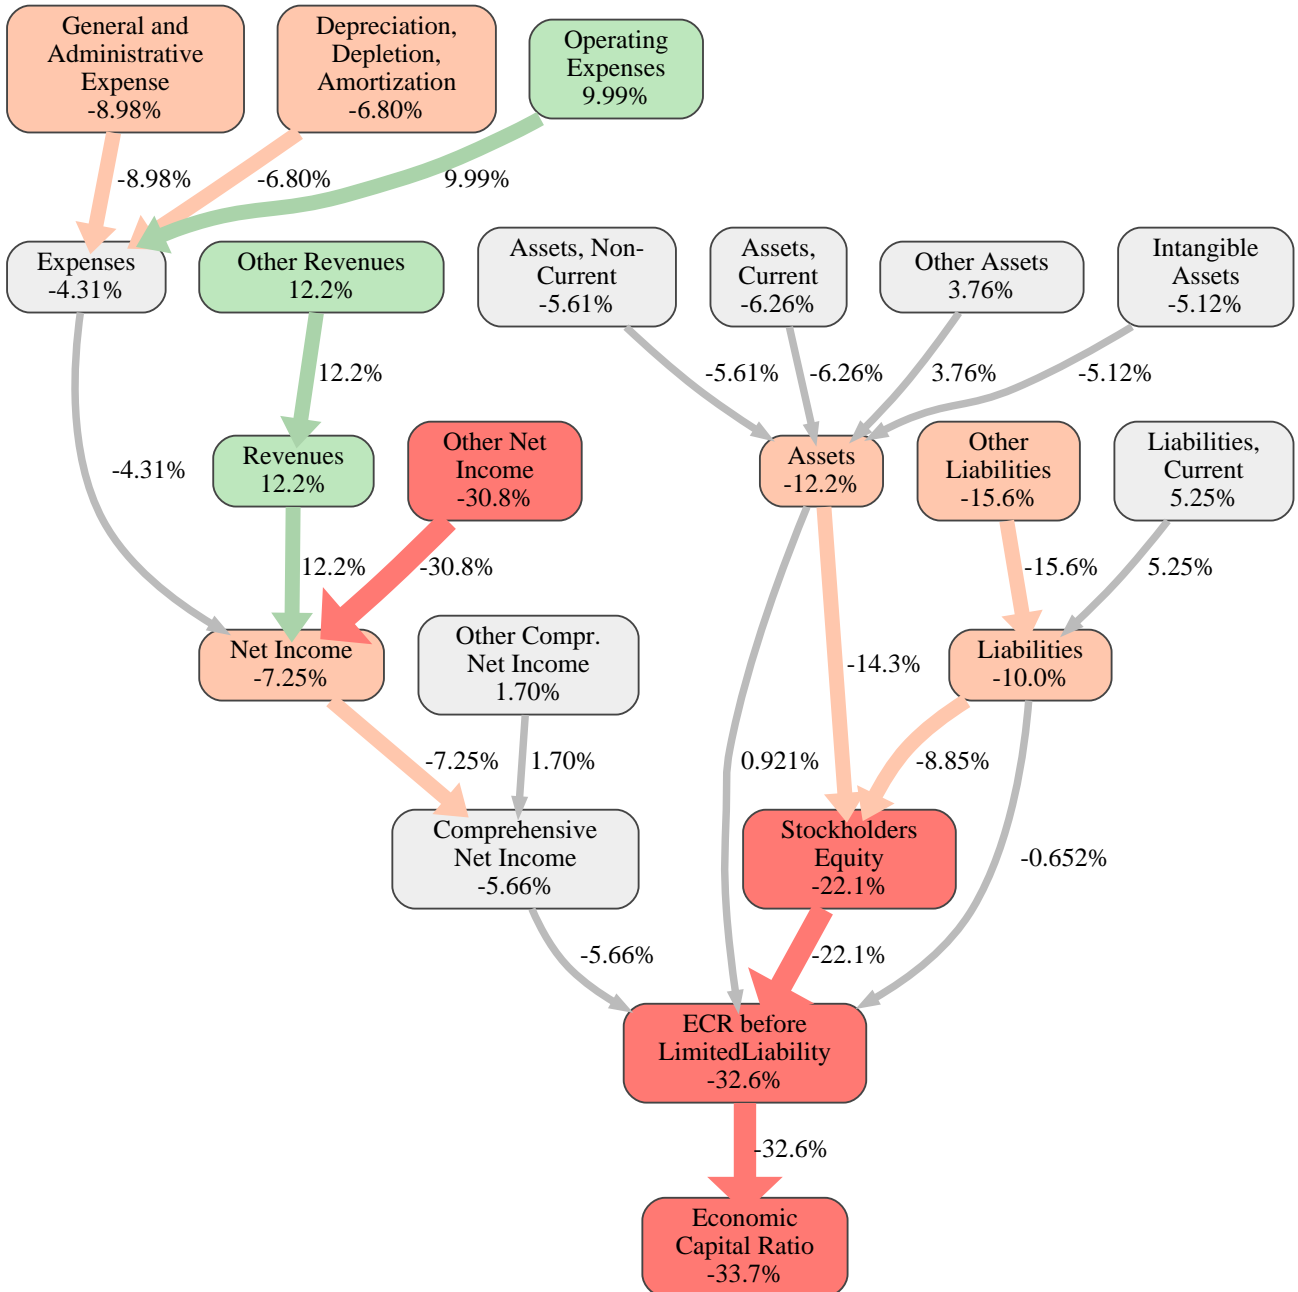 General and
Administrative
Expense
-8.98%
Depreciation,
Depletion,
Amortization
-6.80%
Operating
Expenses
9.99%
-8.98%
-6.80%
9.99%
Expenses
-4.31%
Other Revenues
12.2%
Assets, Non-
Current
-5.61%
Assets,
Current
-6.26%
Other Assets
3.76%
Intangible
Assets
-5.12%
12.2%
-5.61%
-6.26%
3.76%
-5.12%
-4.31%
Revenues
12.2%
Other Net
Income
-30.8%
Assets
-12.2%
Other
Liabilities
-15.6%
Liabilities,
Current
5.25%
12.2%
-30.8%
-15.6%
5.25%
Net Income
-7.25%
Other Compr.
Net Income
1.70%
-14.3%
Liabilities
-10.0%
-7.25%
1.70%
0.921%
-8.85%
Comprehensive
Net Income
-5.66%
Stockholders
Equity
-22.1%
-0.652%
-5.66%
-22.1%
ECR before
LimitedLiability
-32.6%
-32.6%
Economic
Capital Ratio
-33.7%